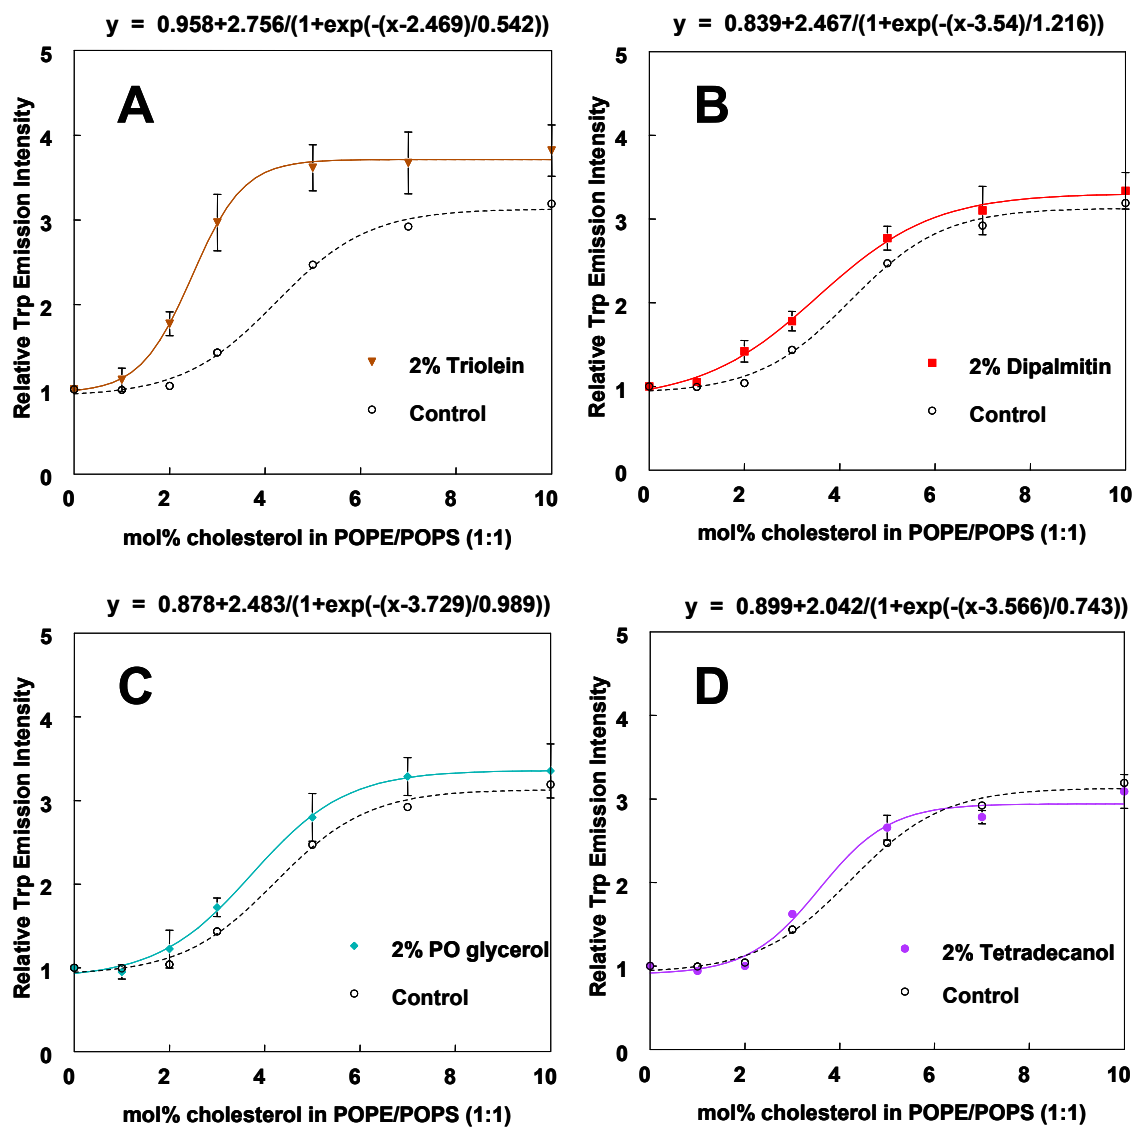 y = 0.958+2.756/(1+exp(-(x-2.469)/0.542))
A
Relative Trp Emission Intensity
5
4
3
2
1
0
2% Triolein
Control
0 2 4 6 8 10
mol% cholesterol in POPE/POPS (1:1)
y = 0.839+2.467/(1+exp(-(x-3.54)/1.216))
B
Relative Trp Emission Intensity
5
4
3
2
1
0
2% Dipalmitin
Control
0 2 4 6 8 10
mol% cholesterol in POPE/POPS (1:1)
y = 0.878+2.483/(1+exp(-(x-3.729)/0.989))
C
Relative Trp Emission Intensity
5
4
3
2
1
0
2% PO glycerol
Control
0 2 4 6 8 10
mol% cholesterol in POPE/POPS (1:1)
y = 0.899+2.042/(1+exp(-(x-3.566)/0.743))
D
Relative Trp Emission Intensity
5
4
3
2
1
0
2% Tetradecanol
Control
0 2 4 6 8 10
mol% cholesterol in POPE/POPS (1:1)